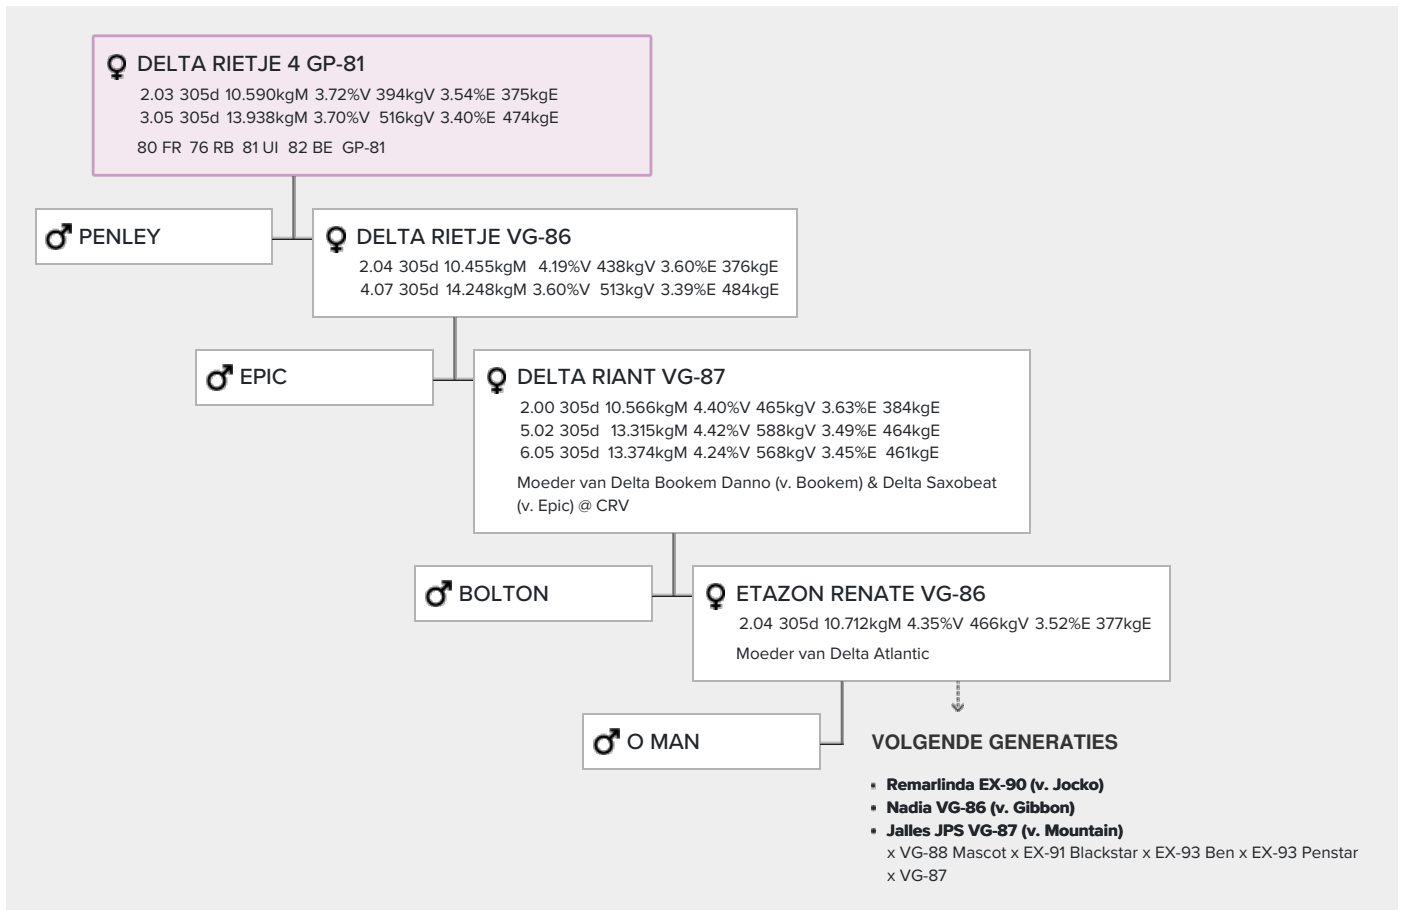 DELTA RIETJE 4 GP-81
2.03 305d 10.590kgM 3.72%V 394kgV 3.54%E 375kgE
3.05 305d 13.938kgM 3.70%V 516kgV 3.40%E 474kgE
80 FR 76 RB 81 UI 82 BE GP-81
PENLEY
DELTA RIETJE VG-86
2.04 305d 10.455kgM 4.19%V 438kgV 3.60%E 376kgE
4.07 305d 14.248kgM 3.60%V 513kgV 3.39%E 484kgE
EPIC
DELTA RIANT VG-87
2.00 305d 10.566kgM 4.40%V 465kgV 3.63%E 384kgE
5.02 305d 13.315kgM 4.42%V 588kgV 3.49%E 464kgE
6.05 305d 13.374kgM 4.24%V 568kgV 3.45%E 461kgE
Moeder van Delta Bookem Danno (v. Bookem) & Delta Saxobeat
(v. Epic) @ CRV
BOLTON
ETAZON RENATE VG-86
2.04 305d 10.712kgM 4.35%V 466kgV 3.52%E 377kgE
Moeder van Delta Atlantic
O MAN
VOLGENDE GENERATIES
• Remarlinda EX-90 (v. Jocko)
• Nadia VG-86 (v. Gibbon)
• Jalles JPS VG-87 (v. Mountain)
x VG-88 Mascot x EX-91 Blackstar x EX-93 Ben x EX-93 Penstar
x VG-87